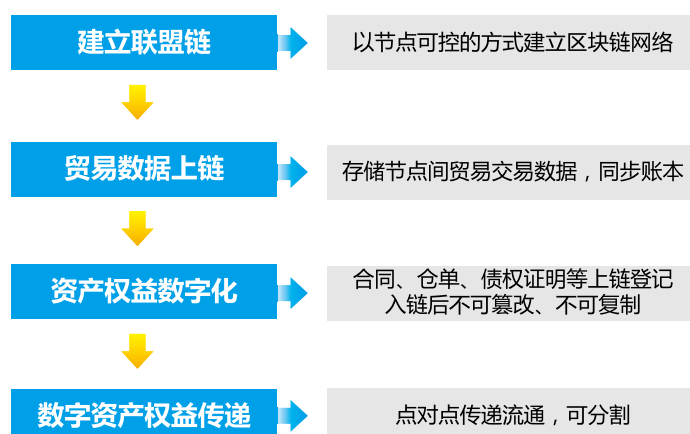 建立联盟链
以节点可控的方式建立区块链网络
贸易数据上链
存储节点间贸易交易数据，同步账本
资产权益数字化
合同、仓单、债权证明等上链登记
入链后不可篡改、不可复制
数字资产权益传递
点对点传递流通，可分割